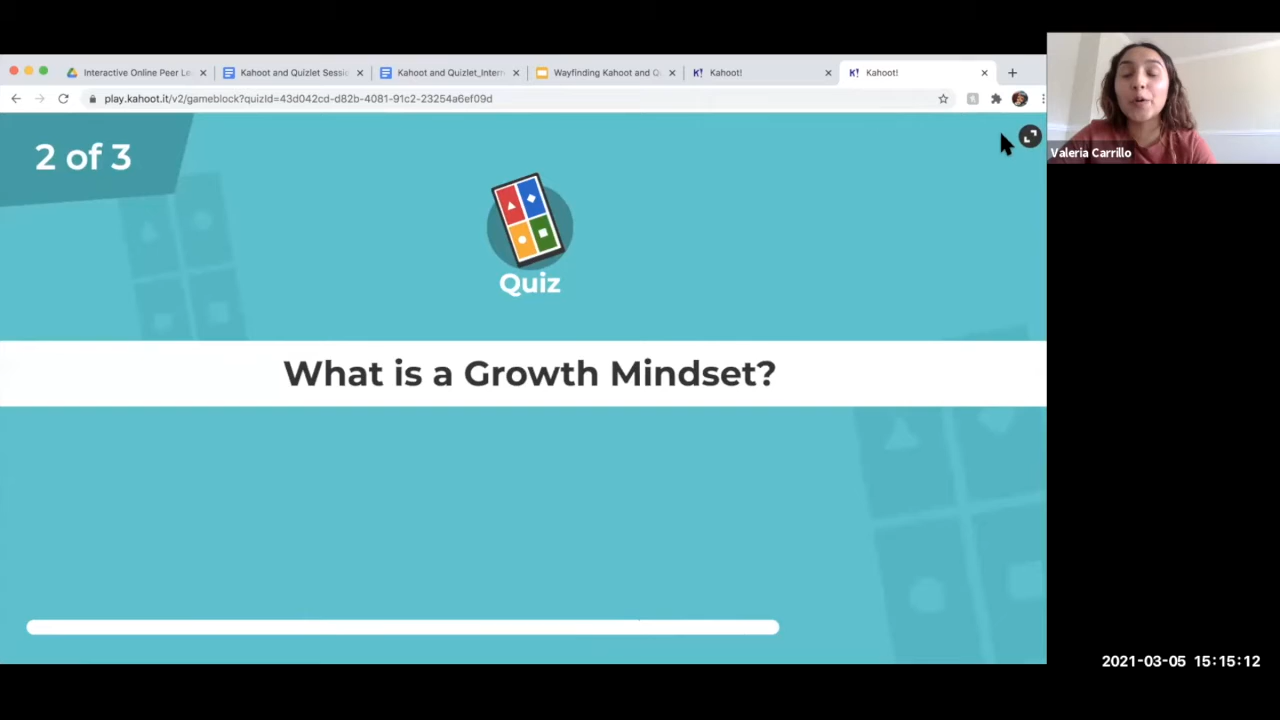 Interactive Online Peer Le
Kahoot and Quizlet Sessio
Kahoot and Quizlet_Intern
Wayfinding Kahoot and Q
K! Kahoot!
K! Kahoot!
play.kahoot.it/v2/gameblock?quizId=43d042cd-d82b-4081-91c2-23254a6ef09d
Valeria Carrillo
2 of 3
Quiz
What is a Growth Mindset?
2021-03-05 15:15:12